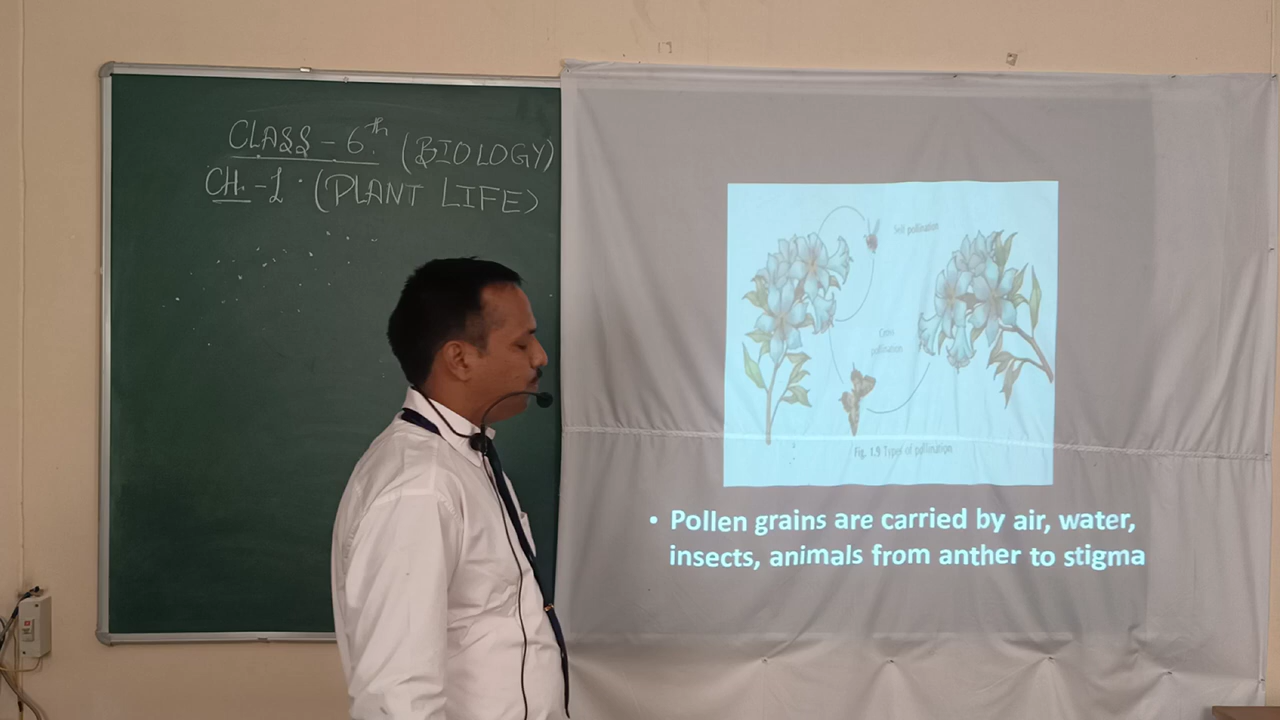 CLASS - 6th (BIOLOGY)
CH. - 1 . (PLANT LIFE)
Self pollination
Cross
pollination
Fig. 1.9 Types of pollination
• Pollen grains are carried by air, water,
insects, animals from anther to stigma